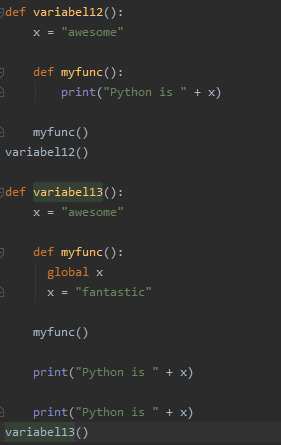 def variabel12():
    x = "awesome"
    def myfunc():
        print("Python is " + x)
    myfunc()
variabel12()
def variabel13():
    x = "awesome"
    def myfunc():
      global x
      x = "fantastic"
    myfunc()
    print("Python is " + x)
    print("Python is " + x)
variabel13()